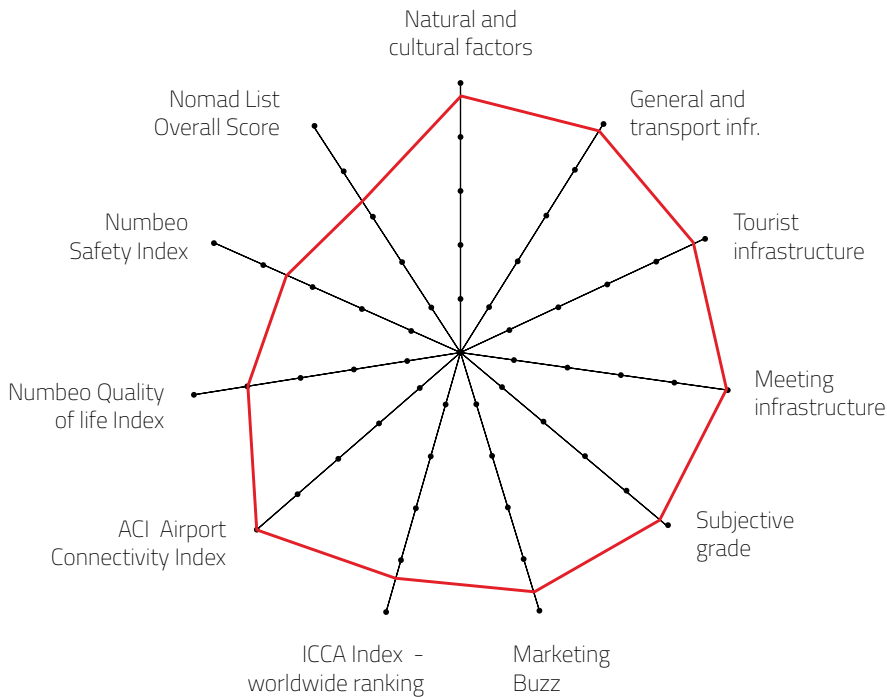 Natural and
cultural factors
General and
transport infr.
Tourist
infrastructure
Meeting
infrastructure
Subjective
grade
Marketing
Buzz
ICCA Index -
worldwide ranking
ACI Airport
Connectivity Index
Numbeo Quality
of life Index
Numbeo
Safety Index
Nomad List
Overall Score